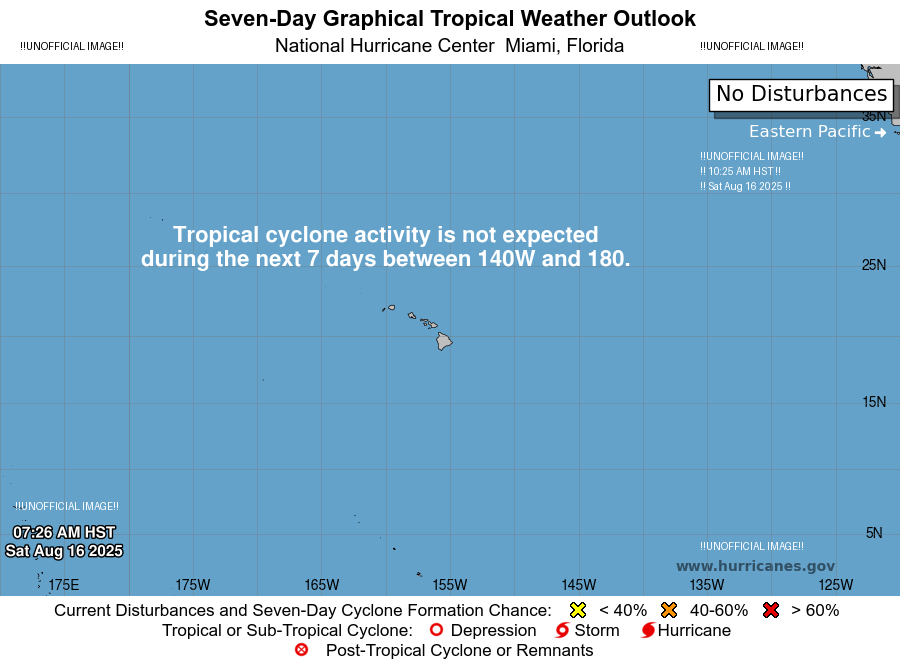 Seven-Day Graphical Tropical Weather Outlook
!!UNOFFICIAL IMAGE!!
National Hurricane Center  Miami, Florida
!!UNOFFICIAL IMAGE!!
No Disturbances
35N
Eastern Pacific
!!UNOFFICIAL IMAGE!!
!! 10:25 AM HST !!
!! Sat Aug 16 2025 !!
Tropical cyclone activity is not expected
during the next 7 days between 140W and 180.
25N
15N
!!UNOFFICIAL IMAGE!!
07:26 AM HST
Sat Aug 16 2025
5N
!!UNOFFICIAL IMAGE!!
www.hurricanes.gov
175E 175W 165W 155W 145W 135W 125W
Current Disturbances and Seven-Day Cyclone Formation Chance: < 40% 40-60% > 60%
Tropical or Sub-Tropical Cyclone: Depression Storm Hurricane
Post-Tropical Cyclone or Remnants